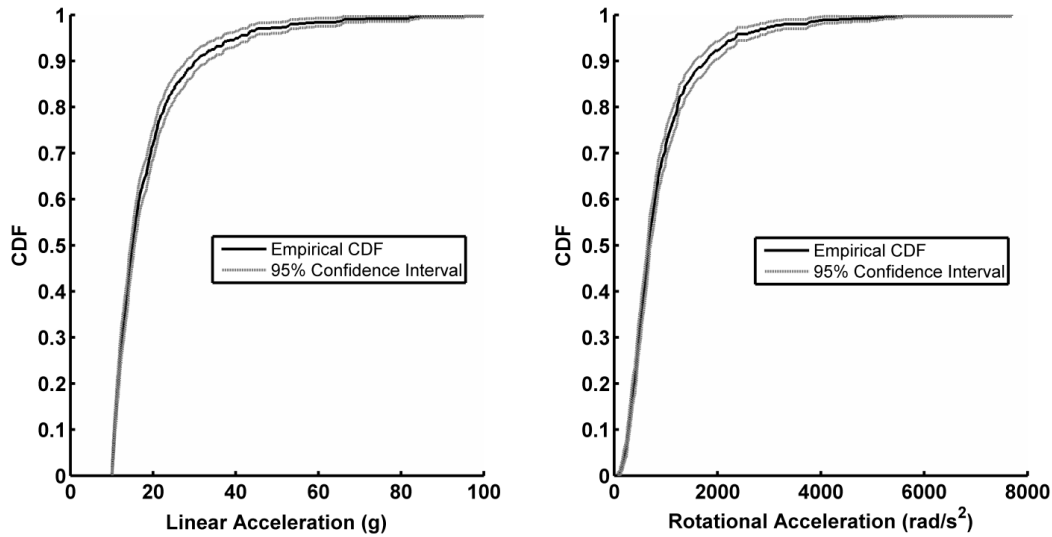 1
0.9
0.8
0.7
0.6
0.5
0.4
0.3
0.2
0.1
0
CDF
0 20 40 60 80 100
Linear Acceleration (g)
Empirical CDF
95% Confidence Interval
1
0.9
0.8
0.7
0.6
0.5
0.4
0.3
0.2
0.1
0
CDF
0 2000 4000 6000 8000
Rotational Acceleration (rad/s²)
Empirical CDF
95% Confidence Interval